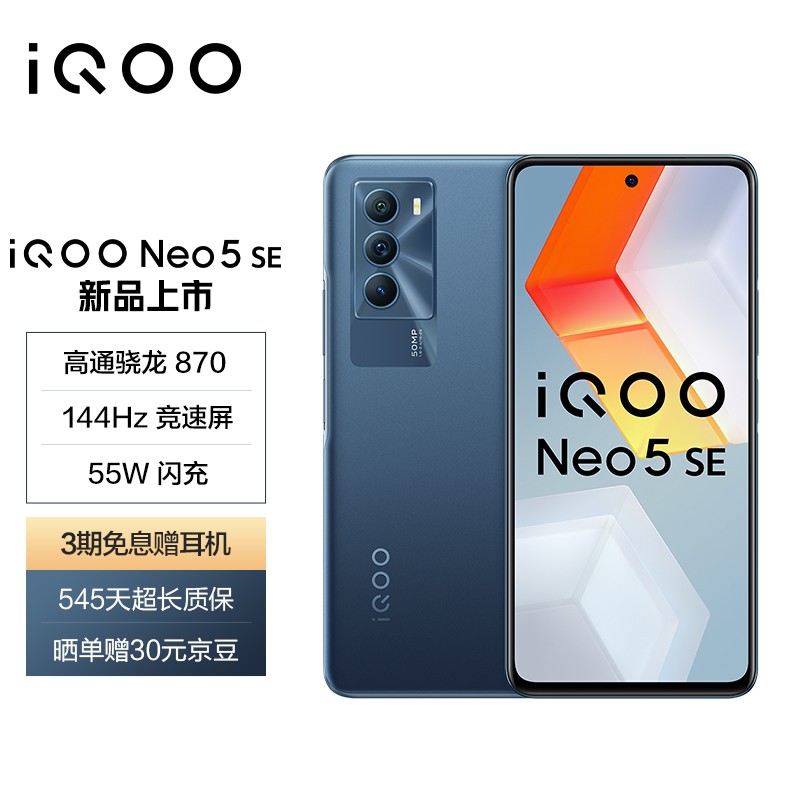 iQOO
iQOO Neo5 SE
新品上市
高通骁龙 870
144Hz 竞速屏
55W 闪充
3期免息赠耳机
545天超长质保
晒单赠30元京豆
50MP
iQOO
iQOO
Neo5 SE